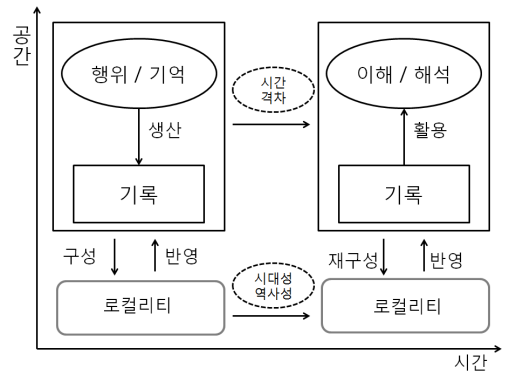 공간
행위 / 기억
시간
격차
이해 / 해석
생산
활용
기록
기록
구성
반영
재구성
반영
로컬리티
시대성
역사성
로컬리티
시간